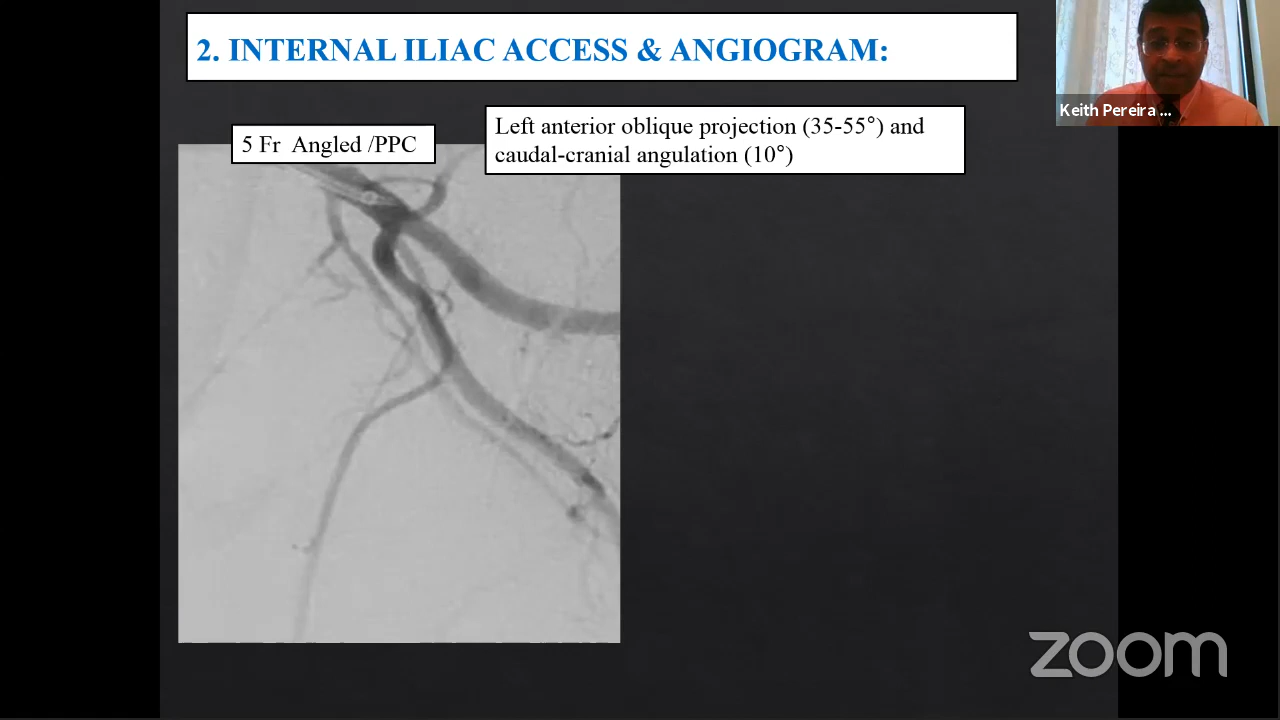 2. INTERNAL ILIAC ACCESS & ANGIOGRAM:
Keith Pereira ...
5 Fr Angled /PPC
Left anterior oblique projection (35-55°) and
caudal-cranial angulation (10°)
zoom